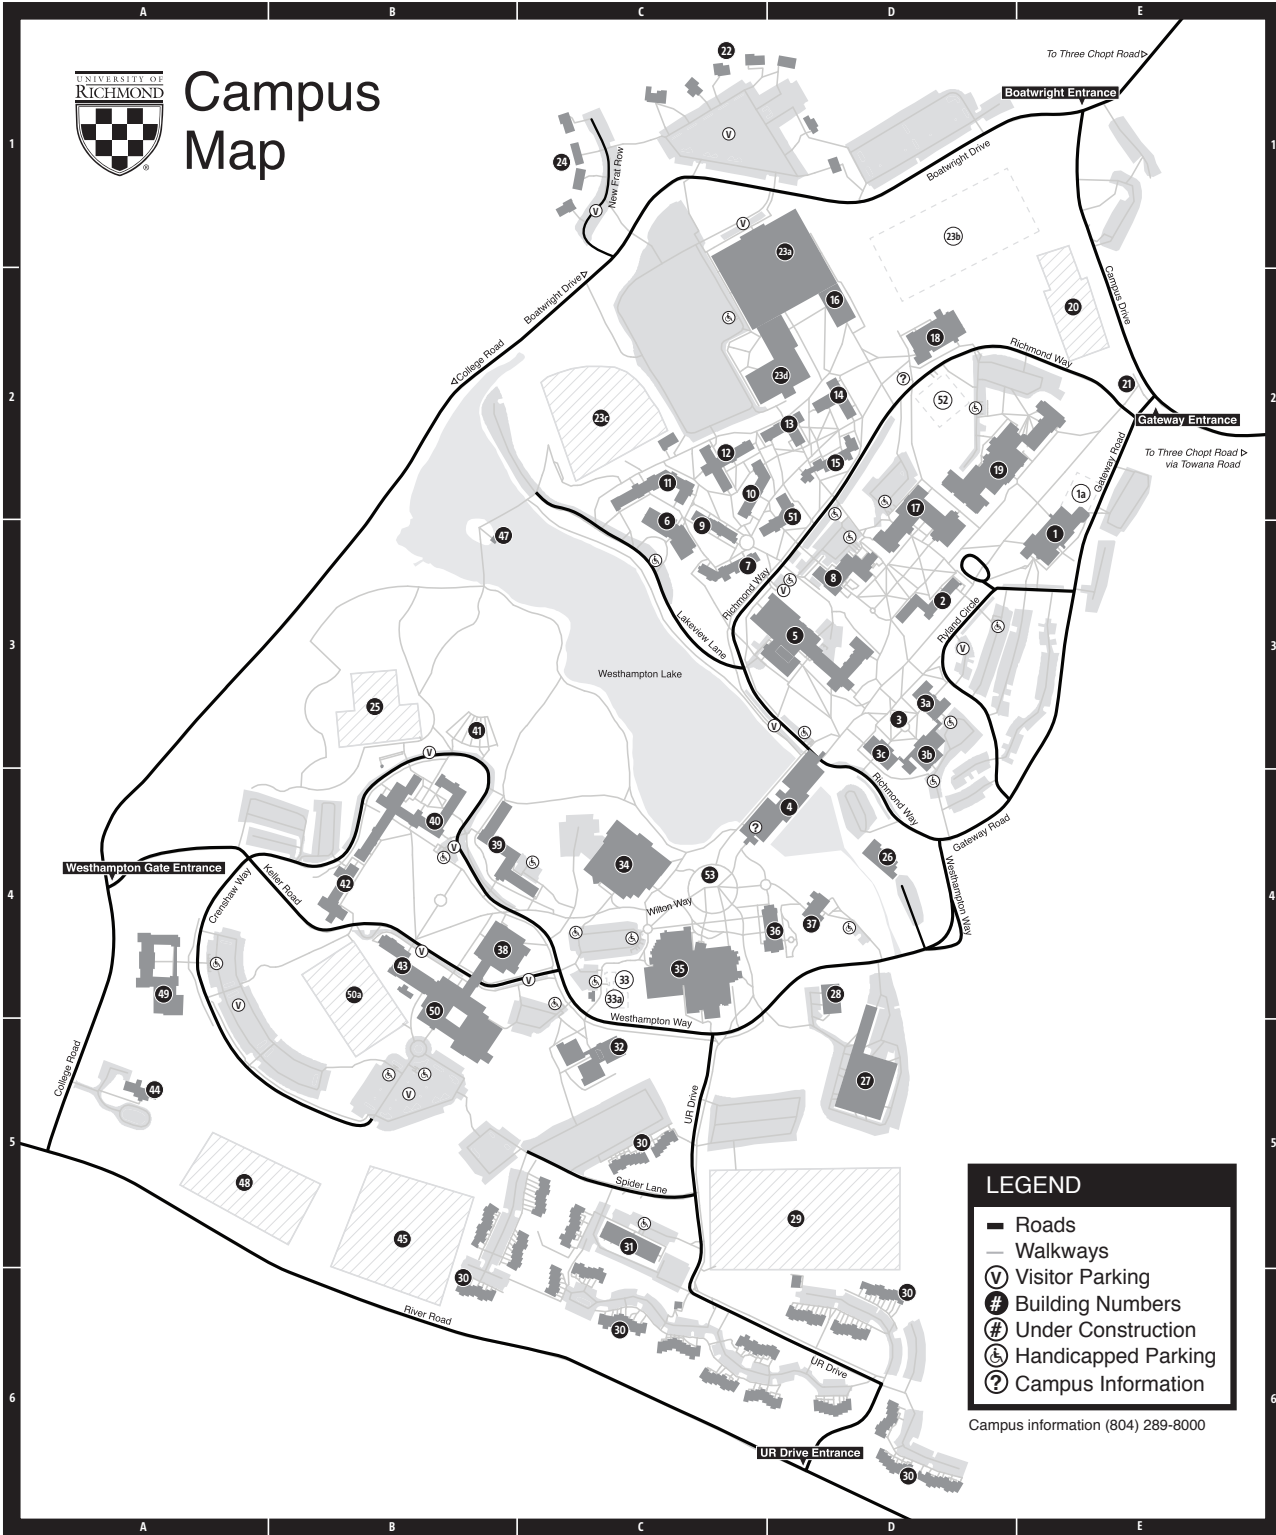 A B C D E
UNIVERSITY OF
RICHMOND
®
Campus
Map
To Three Chopt Road
Boatwright Entrance
22
1 1
V
24
New Frat Row
Boatwright Drive
V
V
23b
23a
Boatwright Drive
16
20
Campus Drive
18
College Road
Richmond Way
23d
?
21
2 2
14
52
23c
Gateway Entrance
13
To Three Chopt Road
via Towana Road
12
15
19
Gateway Road
11
10
1a
17
6
9
51
1
47
7
8
Richmond Way
V
2
Ryland Circle
Lakeview Lane
5
3 3
V
Westhampton Lake
3a
25
3
41
V
V
3c
3b
Richmond Way
4
40
?
Gateway Road
39
V
26
34
Westhampton Gate Entrance
53
Keller Road
42
Crenshaw Way
Westhampton Way
4 4
Wilton Way
37
36
38
V
43
35
V
33
49
50a
28
33a
V
50
Westhampton Way
32
College Road
27
44
V
UR Drive
5 5
30
48
Spider Lane
LEGEND
Roads
Walkways
V Visitor Parking
# Building Numbers
# Under Construction
Handicapped Parking
? Campus Information
Campus information (804) 289-8000
29
45
31
30
30
River Road
30
UR Drive
6 6
UR Drive Entrance
30
A B C D E